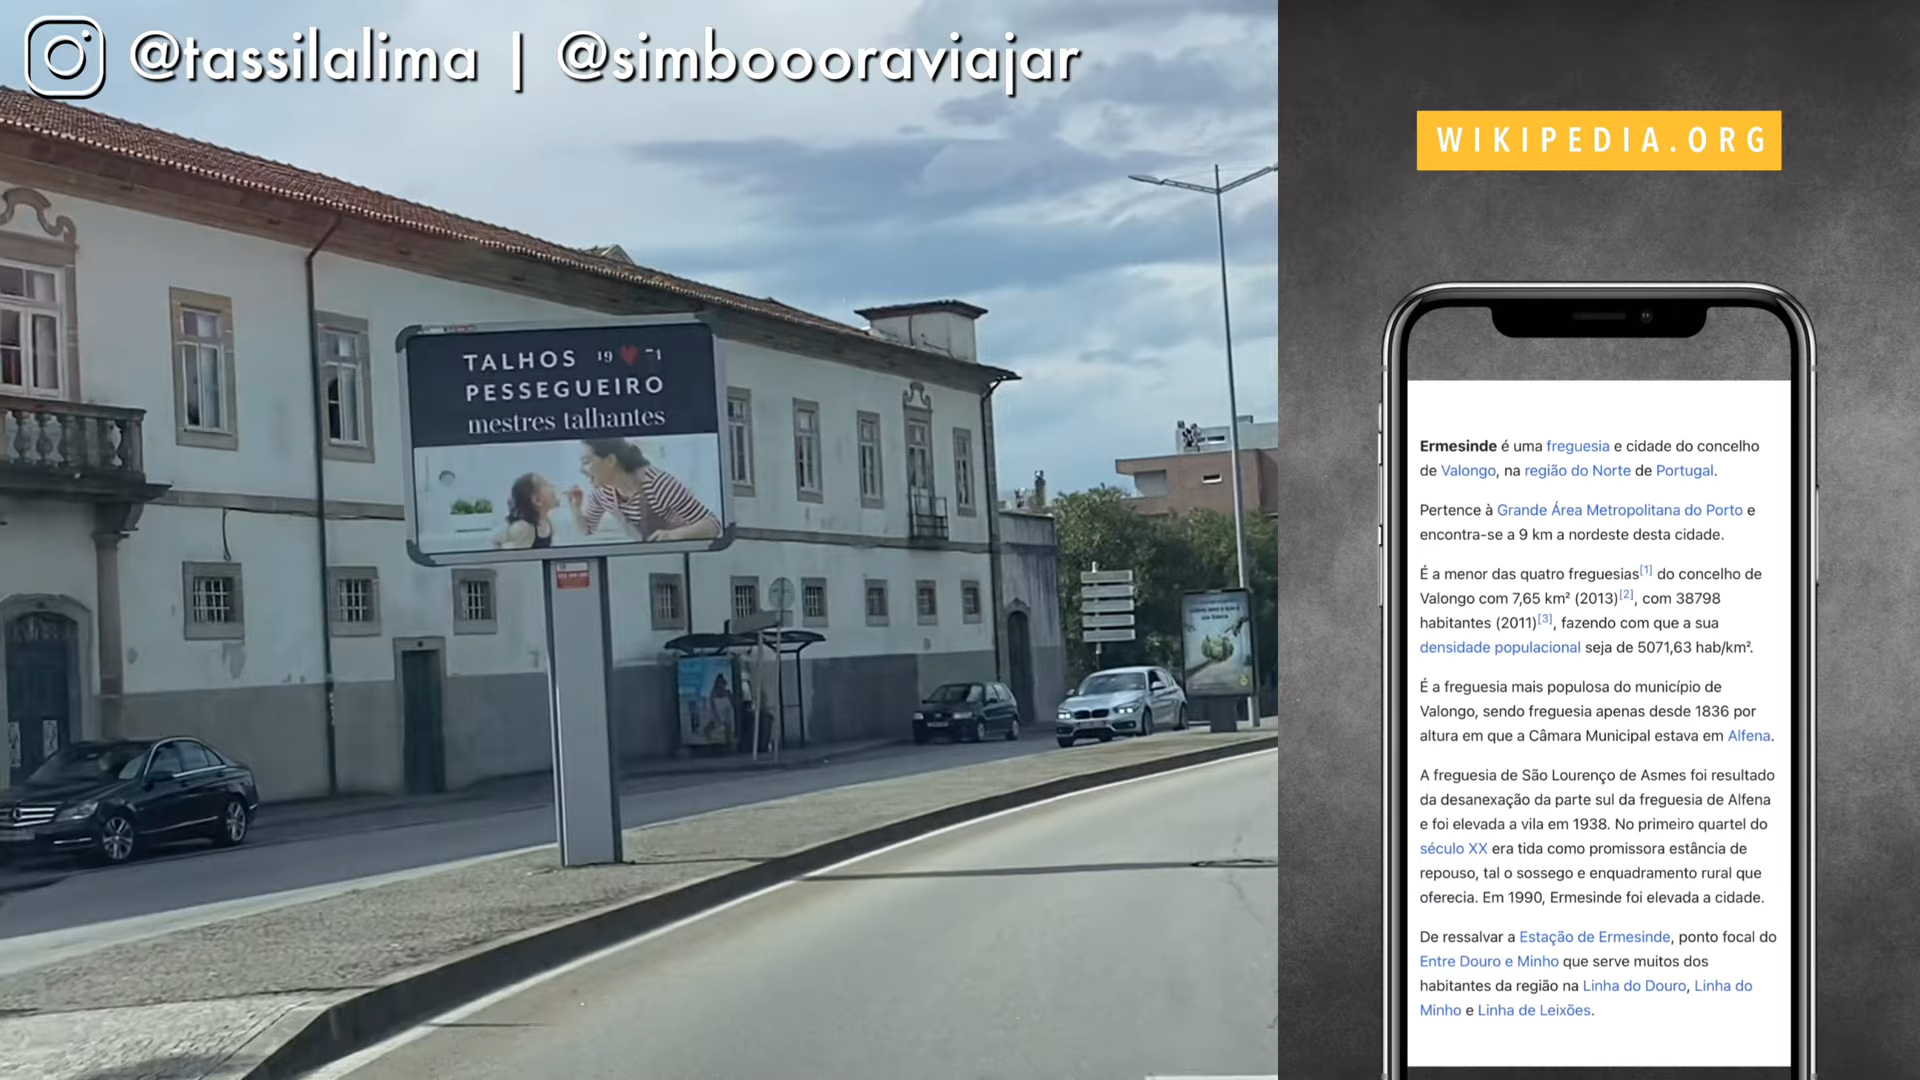 @tassilalima | @simboooraviajar
TALHOS 19 71
PESSEGUEIRO
mestres talhantes
WIKIPEDIA.ORG
Ermesinde é uma freguesia e cidade do concelho
de Valongo, na região do Norte de Portugal.
Pertence à Grande Área Metropolitana do Porto e
encontra-se a 9 km a nordeste desta cidade.
É a menor das quatro freguesias[1] do concelho de
Valongo com 7,65 km² (2013)[2], com 38798
habitantes (2011)[3], fazendo com que a sua
densidade populacional seja de 5071,63 hab/km².
É a freguesia mais populosa do município de
Valongo, sendo freguesia apenas desde 1836 por
altura em que a Câmara Municipal estava em Alfena.
A freguesia de São Lourenço de Asmes foi resultado
da desanexação da parte sul da freguesia de Alfena
e foi elevada a vila em 1938. No primeiro quartel do
século XX era tida como promissora estância de
repouso, tal o sossego e enquadramento rural que
oferecia. Em 1990, Ermesinde foi elevada a cidade.
De ressalvar a Estação de Ermesinde, ponto focal do
Entre Douro e Minho que serve muitos dos
habitantes da região na Linha do Douro, Linha do
Minho e Linha de Leixões.